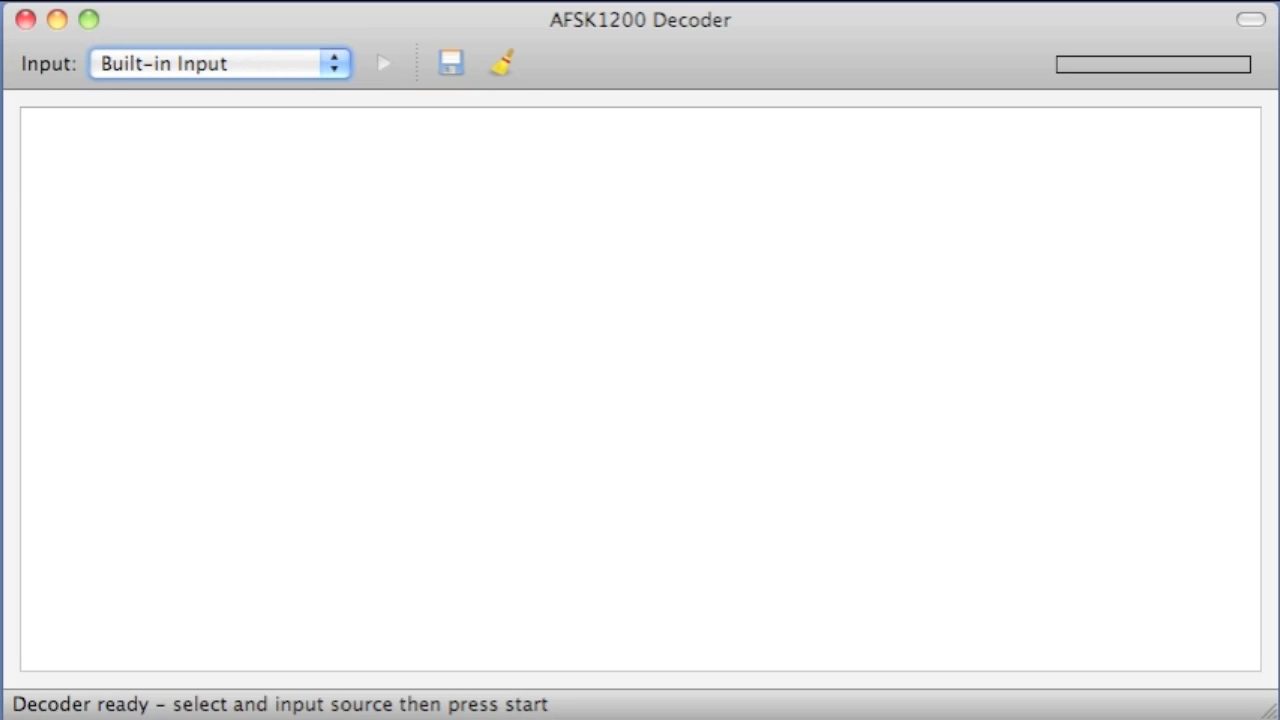 AFSK1200 Decoder
Input: Built-in Input
Decoder ready - select and input source then press start